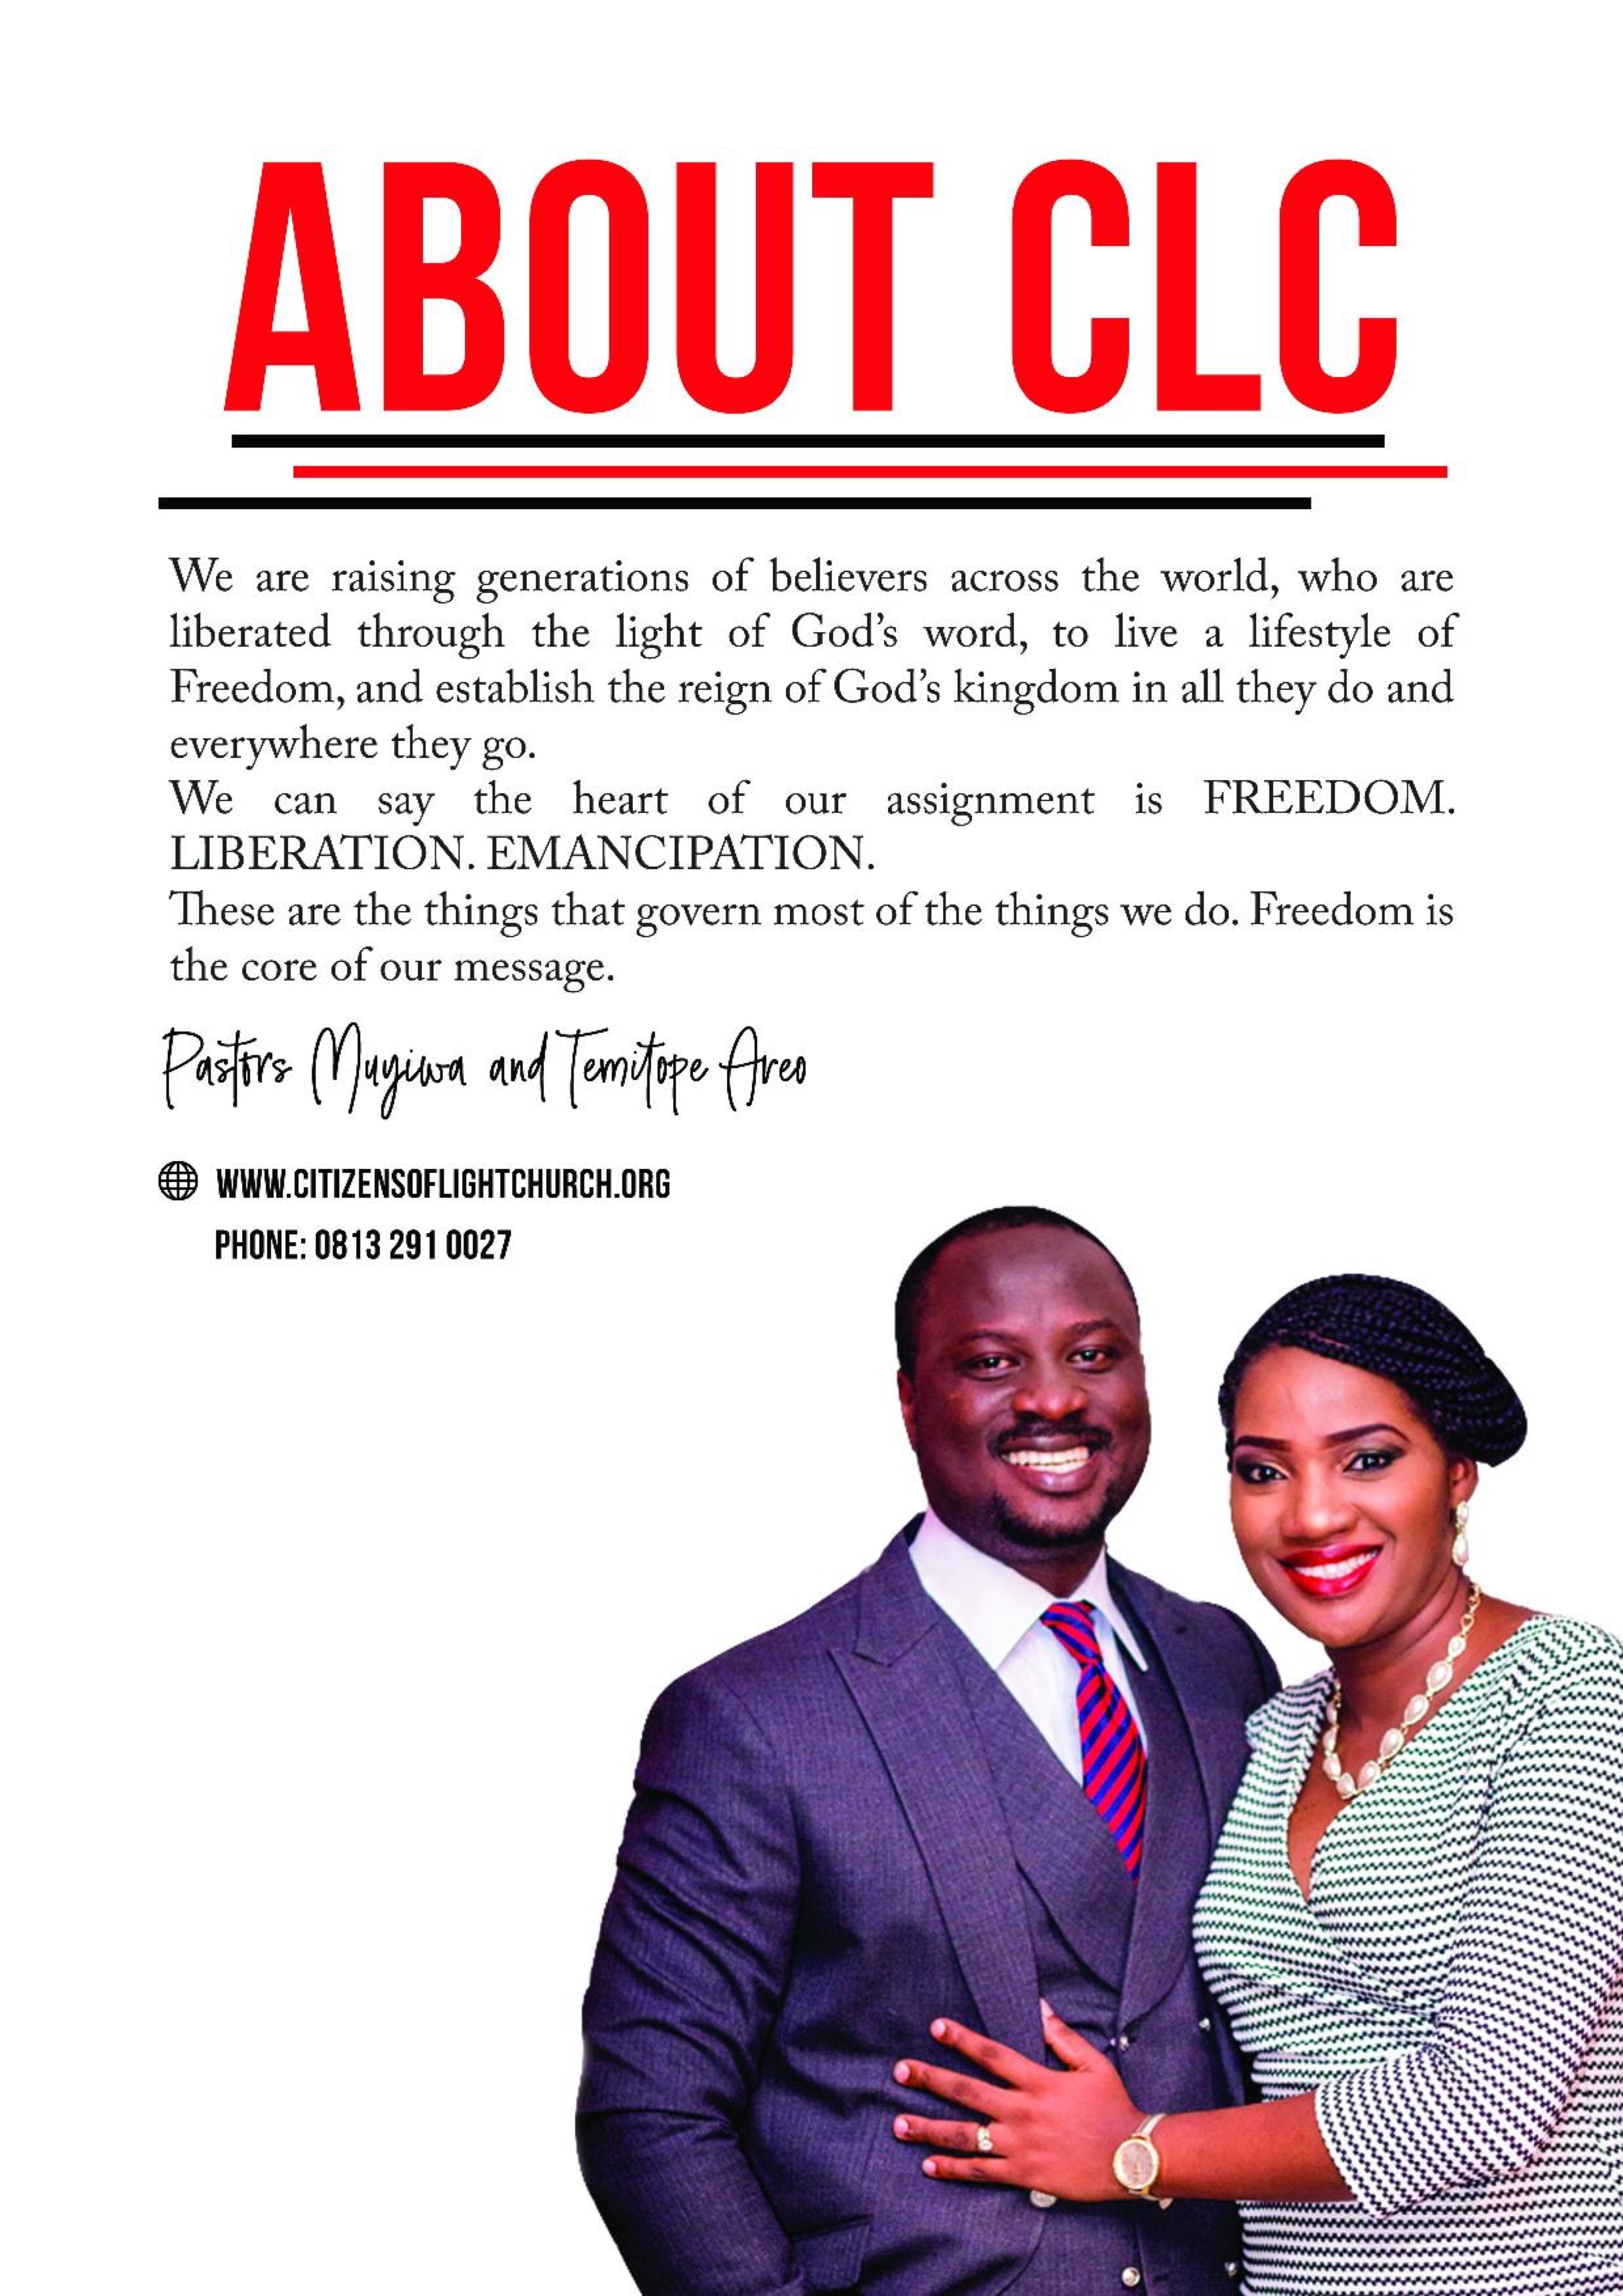 ABOUT CLC
We are raising generations of believers across the world, who are
liberated through the light of God's word, to live a lifestyle of
Freedom, and establish the reign of God's kingdom in all they do and
everywhere they go.
We can say the heart of our assignment is FREEDOM.
LIBERATION. EMANCIPATION.
These are the things that govern most of the things we do. Freedom is
the core of our message.
Pastors Muyiwa and Temitope Areo
WWW.CITIZENSOFLIGHTCHURCH.ORG
PHONE: 0813 291 0027